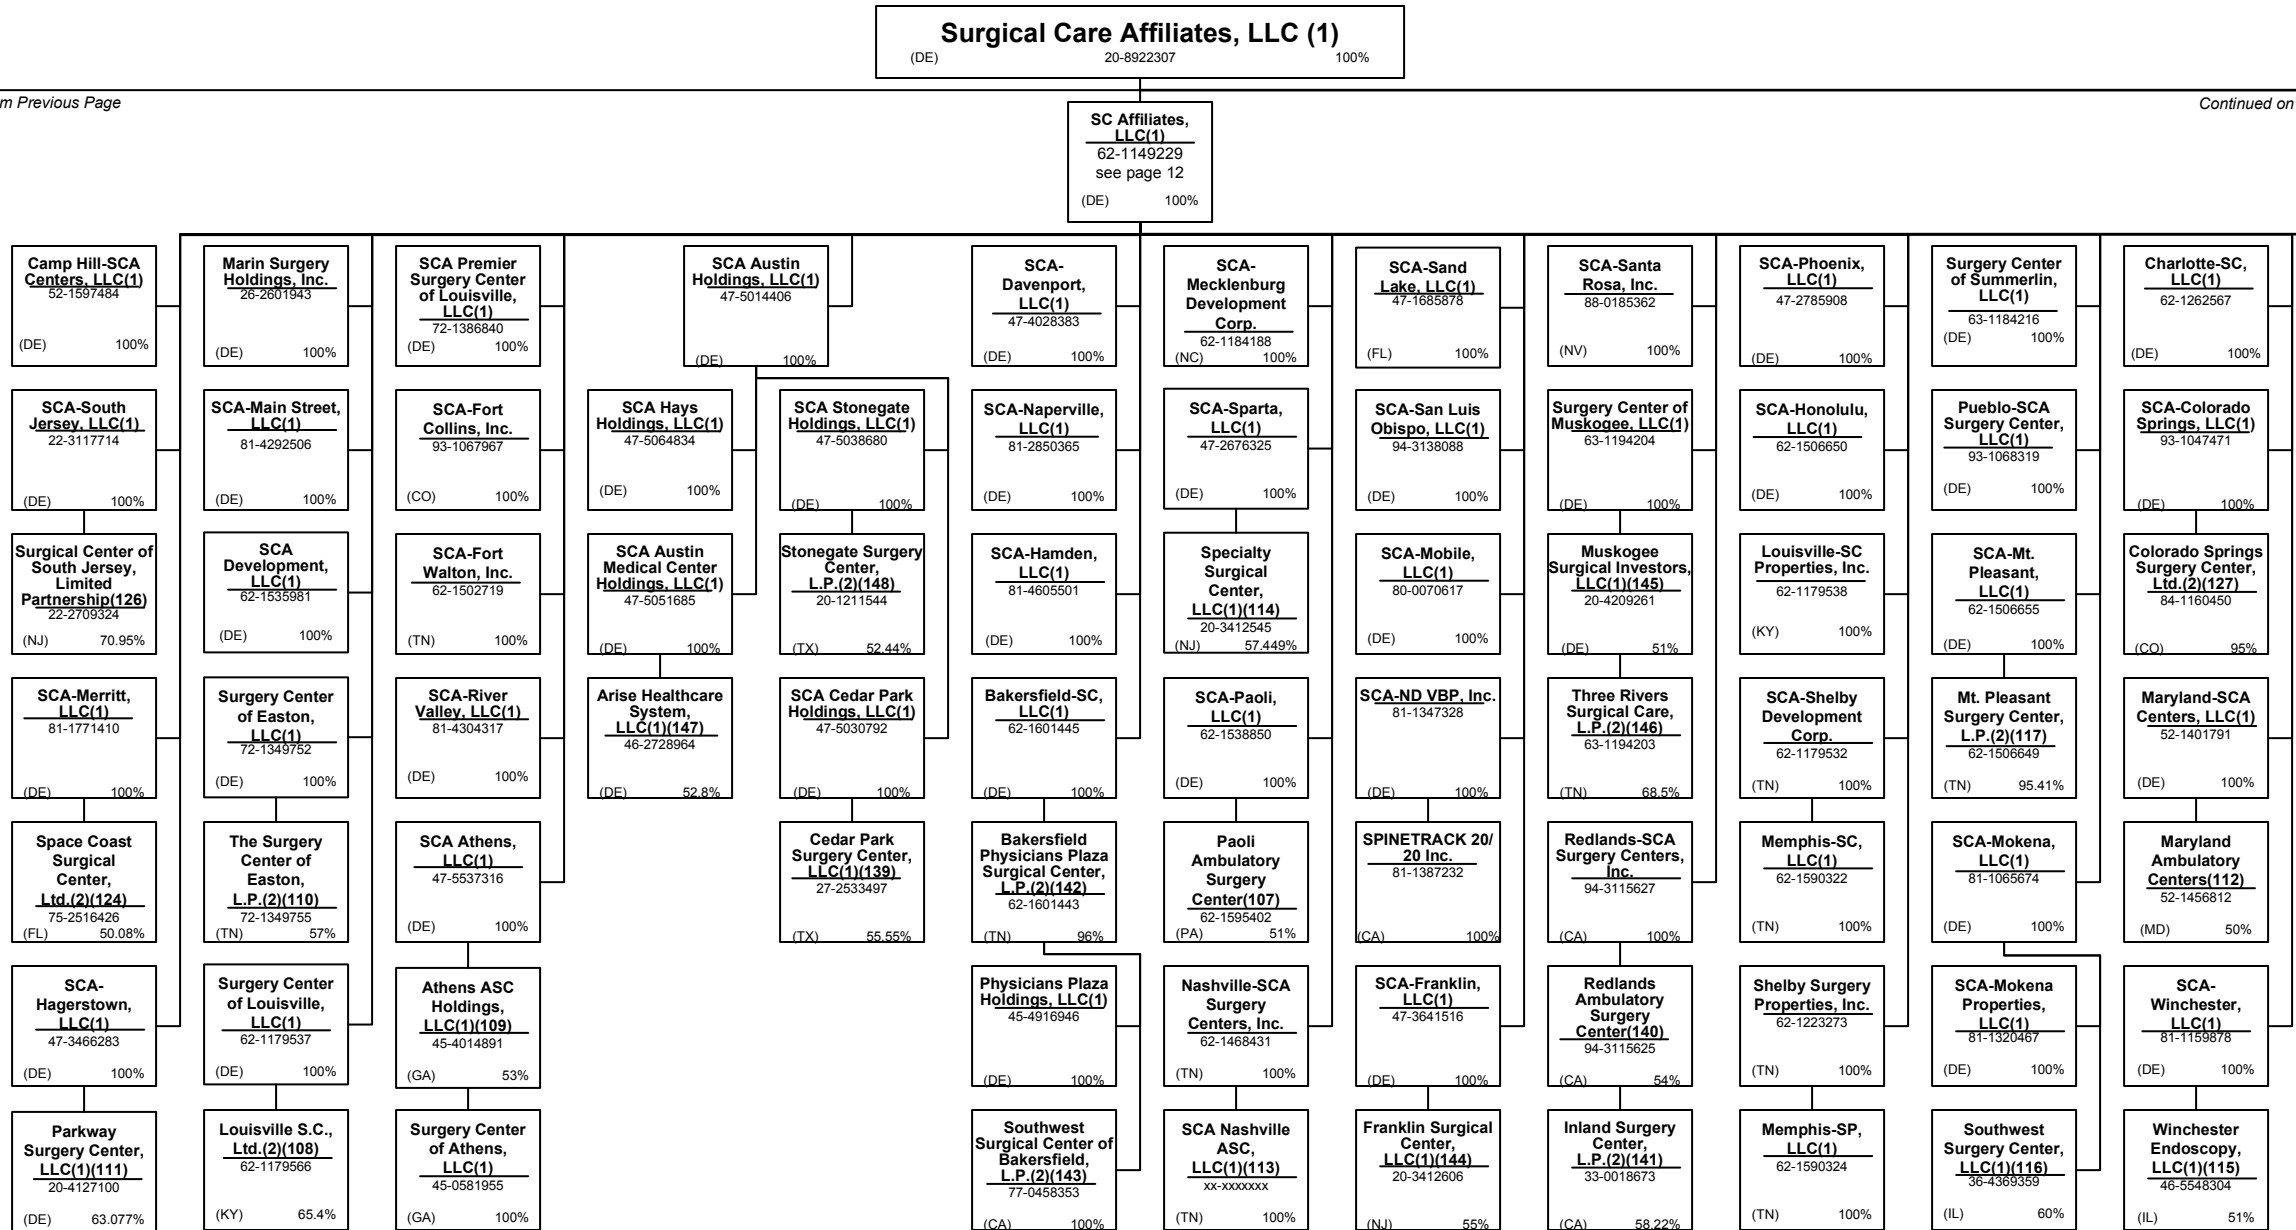 Surgical Care Affiliates, LLC (1)
(DE) 20-8922307 100%
m Previous Page
Continued on
SC Affiliates,
LLC(1)
62-1149229
see page 12
(DE) 100%
Camp Hill-SCA
Centers, LLC(1)
52-1597484
(DE) 100%
Marin Surgery
Holdings, Inc.
26-2601943
(DE) 100%
SCA Premier
Surgery Center
of Louisville,
LLC(1)
72-1386840
(DE) 100%
SCA Austin
Holdings, LLC(1)
47-5014406
(DE) 100%
SCA-
Davenport,
LLC(1)
47-4028383
(DE) 100%
SCA-
Mecklenburg
Development
Corp.
62-1184188
(NC) 100%
SCA-Sand
Lake, LLC(1)
47-1685878
(FL) 100%
SCA-Santa
Rosa, Inc.
88-0185362
(NV) 100%
SCA-Phoenix,
LLC(1)
47-2785908
(DE) 100%
Surgery Center
of Summerlin,
LLC(1)
63-1184216
(DE) 100%
Charlotte-SC,
LLC(1)
62-1262567
(DE) 100%
SCA-South
Jersey, LLC(1)
22-3117714
(DE) 100%
SCA-Main Street,
LLC(1)
81-4292506
(DE) 100%
SCA-Fort
Collins, Inc.
93-1067967
(CO) 100%
SCA Hays
Holdings, LLC(1)
47-5064834
(DE) 100%
SCA Stonegate
Holdings, LLC(1)
47-5038680
(DE) 100%
SCA-Naperville,
LLC(1)
81-2850365
(DE) 100%
SCA-Sparta,
LLC(1)
47-2676325
(DE) 100%
SCA-San Luis
Obispo, LLC(1)
94-3138088
(DE) 100%
Surgery Center of
Muskogee, LLC(1)
63-1194204
(DE) 100%
SCA-Honolulu,
LLC(1)
62-1506650
(DE) 100%
Pueblo-SCA
Surgery Center,
LLC(1)
93-1068319
(DE) 100%
SCA-Colorado
Springs, LLC(1)
93-1047471
(DE) 100%
Surgical Center of
South Jersey,
Limited
Partnership(126)
22-2709324
(NJ) 70.95%
SCA
Development,
LLC(1)
62-1535981
(DE) 100%
SCA-Fort
Walton, Inc.
62-1502719
(TN) 100%
SCA Austin
Medical Center
Holdings, LLC(1)
47-5051685
(DE) 100%
Stonegate Surgery
Center,
L.P.(2)(148)
20-1211544
(TX) 52.44%
SCA-Hamden,
LLC(1)
81-4605501
(DE) 100%
Specialty
Surgical
Center,
LLC(1)(114)
20-3412545
(NJ) 57.449%
SCA-Mobile,
LLC(1)
80-0070617
(DE) 100%
Muskogee
Surgical Investors,
LLC(1)(145)
20-4209261
(DE) 51%
Louisville-SC
Properties, Inc.
62-1179538
(KY) 100%
SCA-Mt.
Pleasant,
LLC(1)
62-1506655
(DE) 100%
Colorado Springs
Surgery Center,
Ltd.(2)(127)
84-1160450
(CO) 95%
SCA-Merritt,
LLC(1)
81-1771410
(DE) 100%
Surgery Center
of Easton,
LLC(1)
72-1349752
(DE) 100%
SCA-River
Valley, LLC(1)
81-4304317
(DE) 100%
Arise Healthcare
System,
LLC(1)(147)
46-2728964
(DE) 52.8%
SCA Cedar Park
Holdings, LLC(1)
47-5030792
(DE) 100%
Bakersfield-SC,
LLC(1)
62-1601445
(DE) 100%
SCA-Paoli,
LLC(1)
62-1538850
(DE) 100%
SCA-ND VBP, Inc.
81-1347328
(DE) 100%
Three Rivers
Surgical Care,
L.P.(2)(146)
63-1194203
(TN) 68.5%
SCA-Shelby
Development
Corp.
62-1179532
(TN) 100%
Mt. Pleasant
Surgery Center,
L.P.(2)(117)
62-1506649
(TN) 95.41%
Maryland-SCA
Centers, LLC(1)
52-1401791
(DE) 100%
Space Coast
Surgical
Center,
Ltd.(2)(124)
75-2516426
(FL) 50.08%
The Surgery
Center of
Easton,
L.P.(2)(110)
72-1349755
(TN) 57%
SCA Athens,
LLC(1)
47-5537316
(DE) 100%
Cedar Park
Surgery Center,
LLC(1)(139)
27-2533497
(TX) 55.55%
Bakersfield
Physicians Plaza
Surgical Center,
L.P.(2)(142)
62-1601443
(TN) 96%
Paoli
Ambulatory
Surgery
Center(107)
62-1595402
(PA) 51%
SPINETRACK 20/
20 Inc.
81-1387232
(CA) 100%
Redlands-SCA
Surgery Centers,
Inc.
94-3115627
(CA) 100%
Memphis-SC,
LLC(1)
62-1590322
(TN) 100%
SCA-Mokena,
LLC(1)
81-1065674
(DE) 100%
Maryland
Ambulatory
Centers(112)
52-1456812
(MD) 50%
SCA-
Hagerstown,
LLC(1)
47-3466283
(DE) 100%
Surgery Center
of Louisville,
LLC(1)
62-1179537
(DE) 100%
Athens ASC
Holdings,
LLC(1)(109)
45-4014891
(GA) 53%
Physicians Plaza
Holdings, LLC(1)
45-4916946
(DE) 100%
Nashville-SCA
Surgery
Centers, Inc.
62-1468431
(TN) 100%
SCA-Franklin,
LLC(1)
47-3641516
(DE) 100%
Redlands
Ambulatory
Surgery
Center(140)
94-3115625
(CA) 54%
Shelby Surgery
Properties, Inc.
62-1223273
(TN) 100%
SCA-Mokena
Properties,
LLC(1)
81-1320467
(DE) 100%
SCA-
Winchester,
LLC(1)
81-1159878
(DE) 100%
Parkway
Surgery Center,
LLC(1)(111)
20-4127100
(DE) 63.077%
Louisville S.C.,
Ltd.(2)(108)
62-1179566
(KY) 65.4%
Surgery Center
of Athens,
LLC(1)
45-0581955
(GA) 100%
Southwest
Surgical Center of
Bakersfield,
L.P.(2)(143)
77-0458353
(CA) 100%
SCA Nashville
ASC,
LLC(1)(113)
xx-xxxxxxx
(TN) 100%
Franklin Surgical
Center,
LLC(1)(144)
20-3412606
(NJ) 55%
Inland Surgery
Center,
L.P.(2)(141)
33-0018673
(CA) 58.22%
Memphis-SP,
LLC(1)
62-1590324
(TN) 100%
Southwest
Surgery Center,
LLC(1)(116)
36-4369359
(IL) 60%
Winchester
Endoscopy,
LLC(1)(115)
46-5548304
(IL) 51%